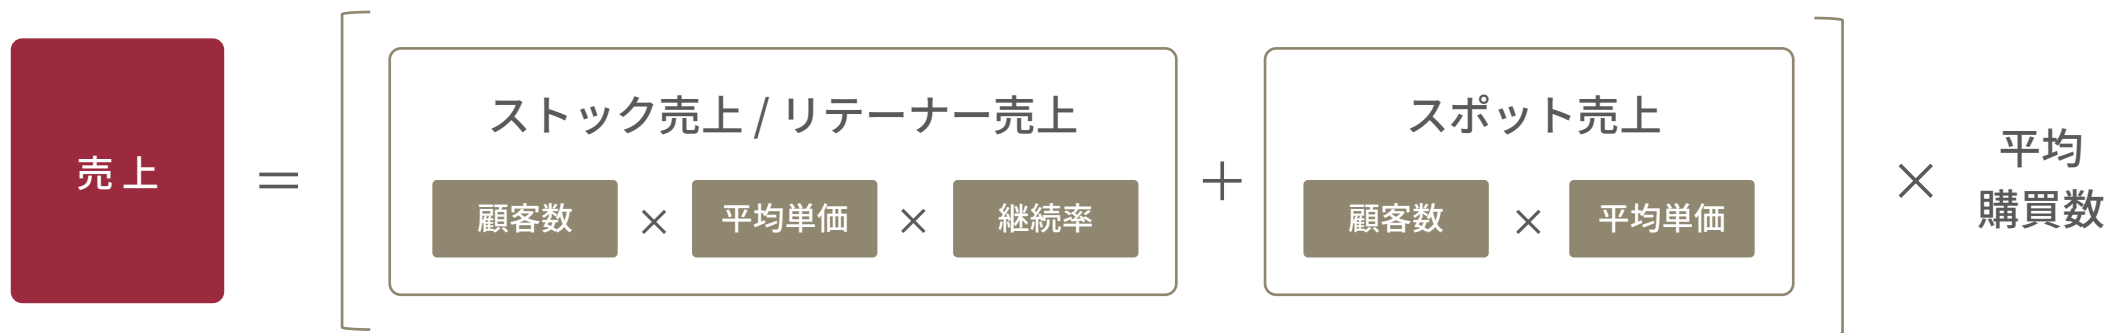 売上
=
ストック売上 / リテーナー売上
顧客数 × 平均単価 × 継続率
+
スポット売上
顧客数 × 平均単価
×
平均
購買数